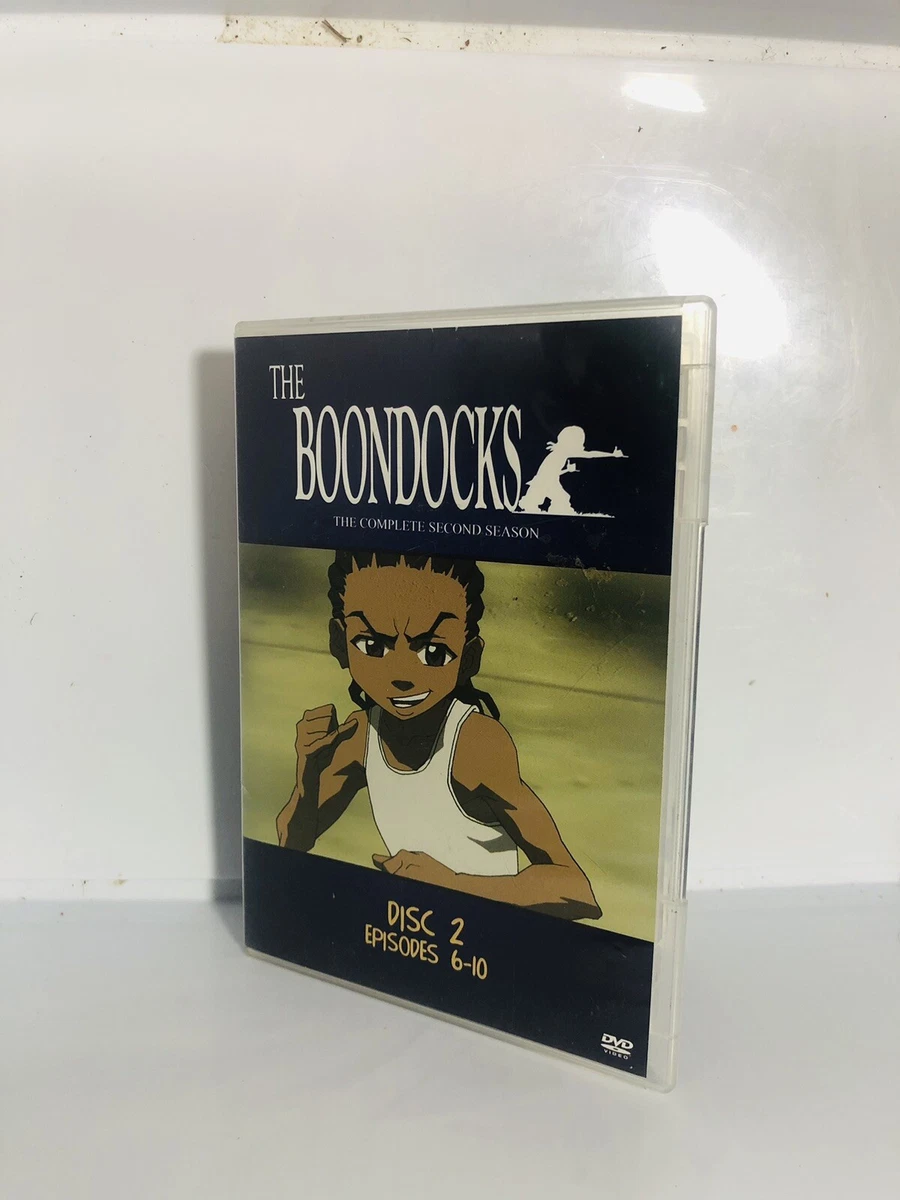 THE
BOONDOCKS
THE COMPLETE SECOND SEASON
DISC 2
EPISODES 6-10
DVD
VIDEO